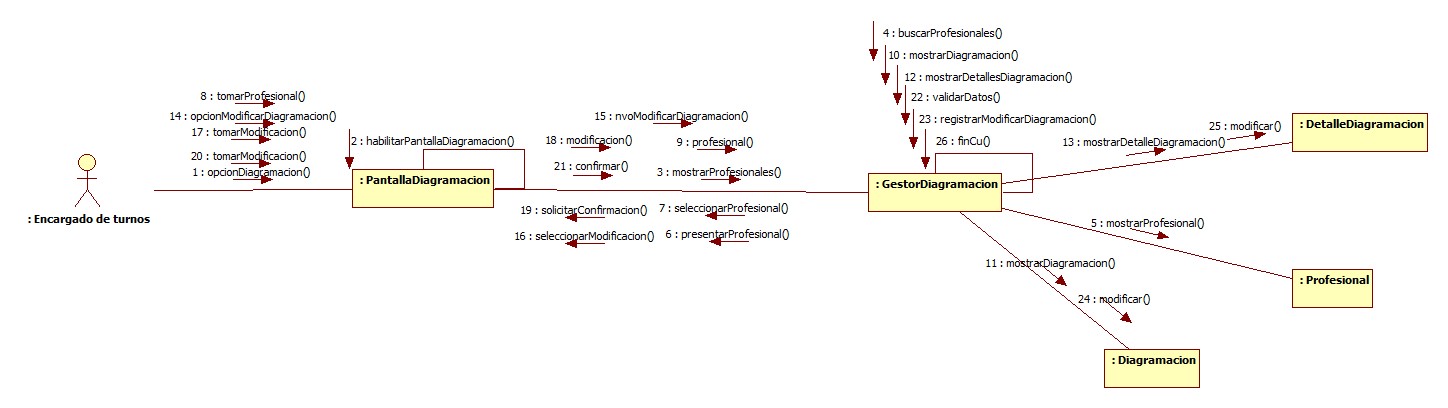 4 : buscarProfesionales()
10 : mostrarDiagramacion()
12 : mostrarDetallesDiagramacion()
22 : validarDatos()
23 : registrarModificarDiagramacion()
26 : finCu()
8 : tomarProfesional()
14 : opcionModificarDiagramacion()
17 : tomarModificacion()
20 : tomarModificacion()
1 : opcionDiagramacion()
2 : habilitarPantallaDiagramacion()
15 : nvoModificarDiagramacion()
18 : modificacion()
9 : profesional()
21 : confirmar()
3 : mostrarProfesionales()
25 : modificar()
13 : mostrarDetalleDiagramacion()
: DetalleDiagramacion
: PantallaDiagramacion
: GestorDiagramacion
: Encargado de turnos
19 : solicitarConfirmacion()
7 : seleccionarProfesional()
16 : seleccionarModificacion()
6 : presentarProfesional()
5 : mostrarProfesional()
11 : mostrarDiagramacion()
24 : modificar()
: Profesional
: Diagramacion